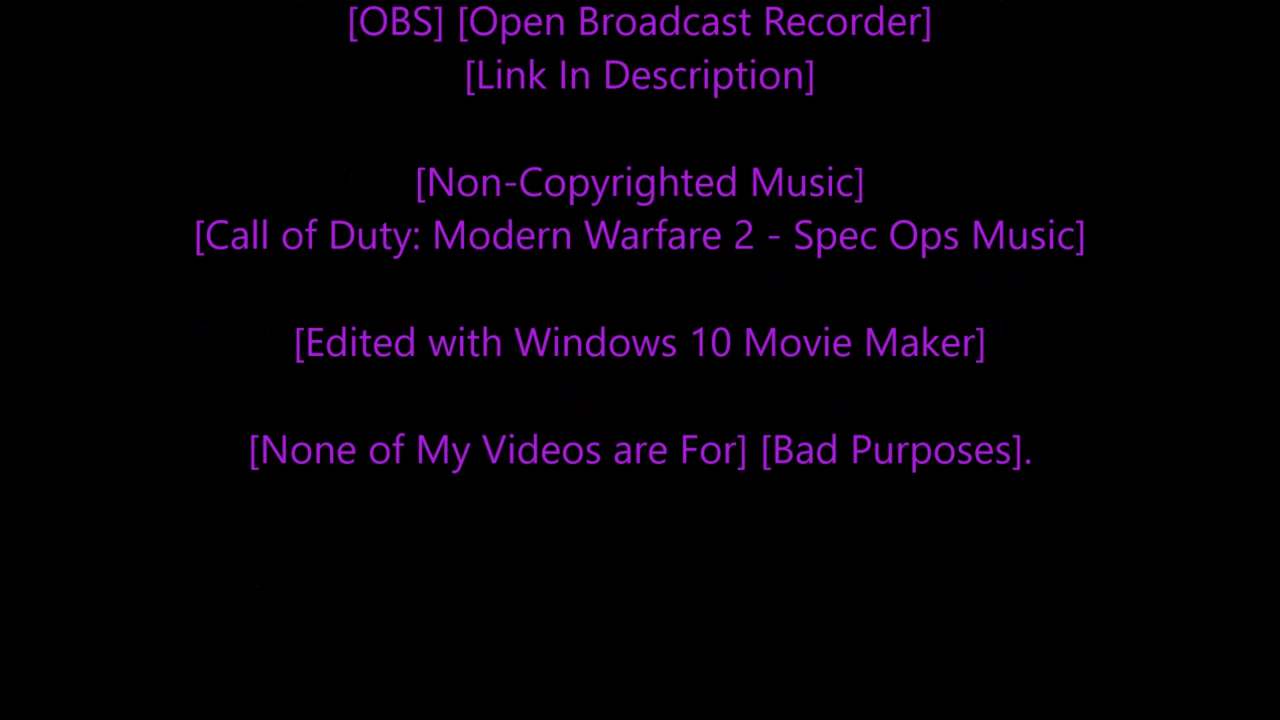 [OBS] [Open Broadcast Recorder]
[Link In Description]
[Non-Copyrighted Music]
[Call of Duty: Modern Warfare 2 - Spec Ops Music]
[Edited with Windows 10 Movie Maker]
[None of My Videos are For] [Bad Purposes].